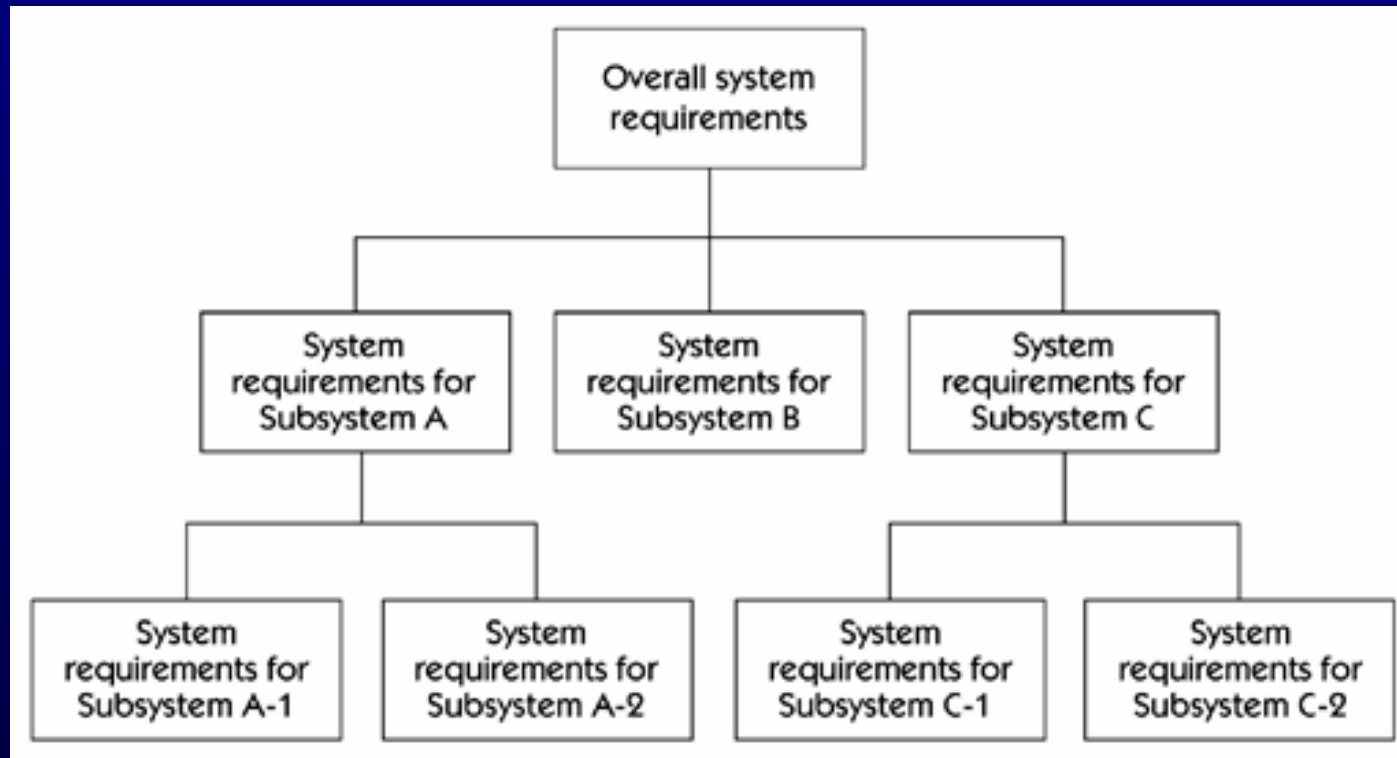 Overall system
requirements
System
requirements for
Subsystem A
System
requirements for
Subsystem B
System
requirements for
Subsystem C
System
requirements for
Subsystem A-1
System
requirements for
Subsystem A-2
System
requirements for
Subsystem C-1
System
requirements for
Subsystem C-2